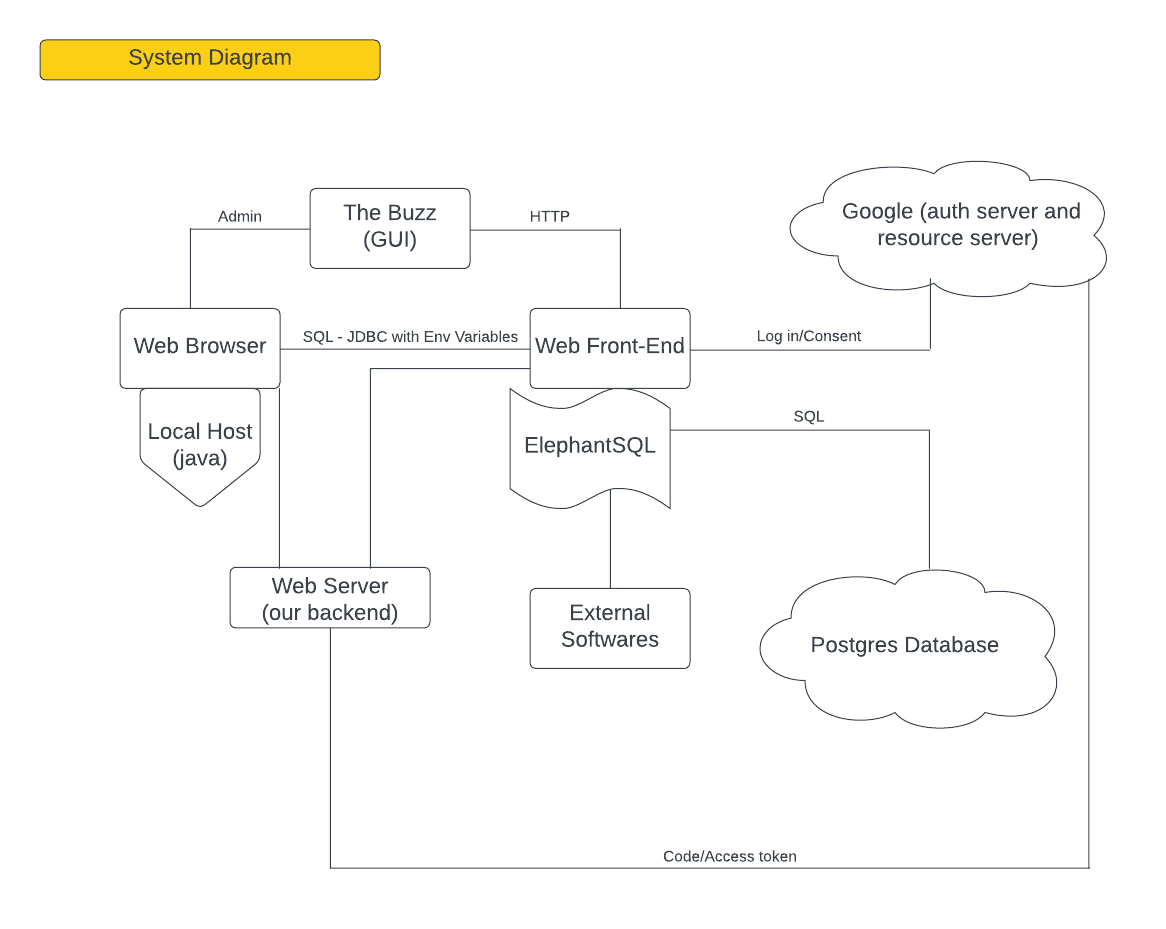 System Diagram
Admin
The Buzz
(GUI)
HTTP
Google (auth server and
resource server)
Web Browser
SQL - JDBC with Env Variables
Web Front-End
Log in/Consent
Local Host
(java)
ElephantSQL
SQL
Web Server
(our backend)
External
Softwares
Postgres Database
Code/Access token